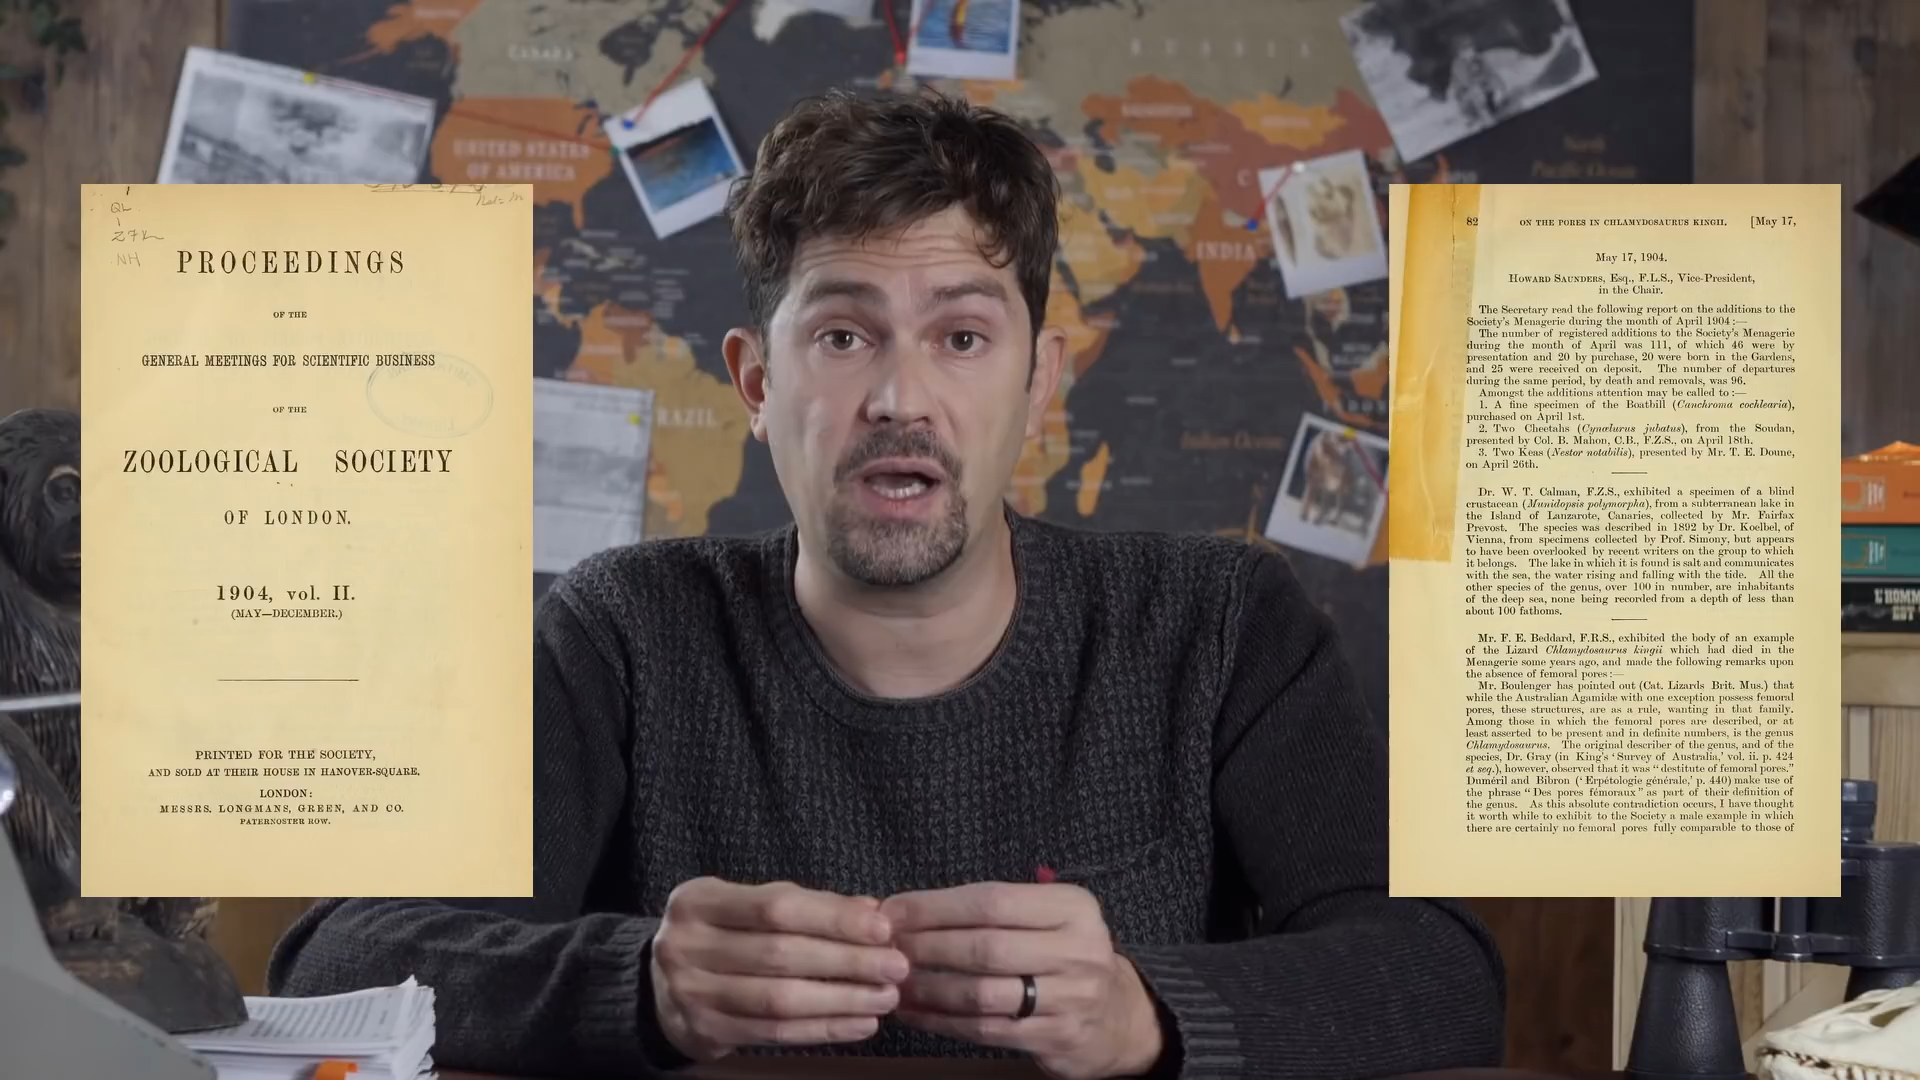 QL
1
NH
PROCEEDINGS
OF THE
GENERAL MEETINGS FOR SCIENTIFIC BUSINESS
OF THE
ZOOLOGICAL SOCIETY
OF LONDON.
1904, vol. II.
(MAY—DECEMBER.)
PRINTED FOR THE SOCIETY,
AND SOLD AT THEIR HOUSE IN HANOVER-SQUARE.
LONDON:
MESSRS. LONGMANS, GREEN, AND CO.
PATERNOSTER ROW.
CANADA
UNITED STATES
OF AMERICA
RUSSIA
North
Pacific Ocean
INDIA
Indian Ocean
82 ON THE PORES IN CHLAMYDOSAURUS KINGII. [May 17,
May 17, 1904.
Howard Saunders, Esq., F.L.S., Vice-President,
in the Chair.
The Secretary read the following report on the additions to the
Society's Menagerie during the month of April 1904:—
The number of registered additions to the Society's Menagerie
during the month of April was 111, of which 46 were by
presentation and 20 by purchase, 20 were born in the Gardens,
and 25 were received on deposit. The number of departures
during the same period, by death and removals, was 96.
Amongst the additions attention may be called to:—
1. A fine specimen of the Boatbill (Canchroma cochlearia),
purchased on April 1st.
2. Two Cheetahs (Cynælurus jubatus), from the Soudan,
presented by Col. B. Mahon, C.B., F.Z.S., on April 18th.
3. Two Keas (Nestor notabilis), presented by Mr. T. E. Doune,
on April 26th.
Dr. W. T. Calman, F.Z.S., exhibited a specimen of a blind
crustacean (Munidopsis polymorpha), from a subterranean lake in
the Island of Lanzarote, Canaries, collected by Mr. Fairfax
Prevost. The species was described in 1892 by Dr. Koelbel, of
Vienna, from specimens collected by Prof. Simony, but appears
to have been overlooked by recent writers on the group to which
it belongs. The lake in which it is found is salt and communicates
with the sea, the water rising and falling with the tide. All the
other species of the genus, over 100 in number, are inhabitants
of the deep sea, none being recorded from a depth of less than
about 100 fathoms.
Mr. F. E. Beddard, F.R.S., exhibited the body of an example
of the Lizard Chlamydosaurus kingii which had died in the
Menagerie some years ago, and made the following remarks upon
the absence of femoral pores:—
Mr. Boulenger has pointed out (Cat. Lizards Brit. Mus.) that
while the Australian Agamidæ with one exception possess femoral
pores, these structures, are as a rule, wanting in that family.
Among those in which the femoral pores are described, or at
least asserted to be present and in definite numbers, is the genus
Chlamydosaurus. The original describer of the genus, and of the
species, Dr. Gray (in King's 'Survey of Australia,' vol. ii. p. 424
et seq.), however, observed that it was "destitute of femoral pores."
Duméril and Bibron ('Erpétologie générale,' p. 440) make use of
the phrase "Des pores fémoraux" as part of their definition of
the genus. As this absolute contradiction occurs, I have thought
it worth while to exhibit to the Society a male example in which
there are certainly no femoral pores fully comparable to those of
L'HOMM
EST